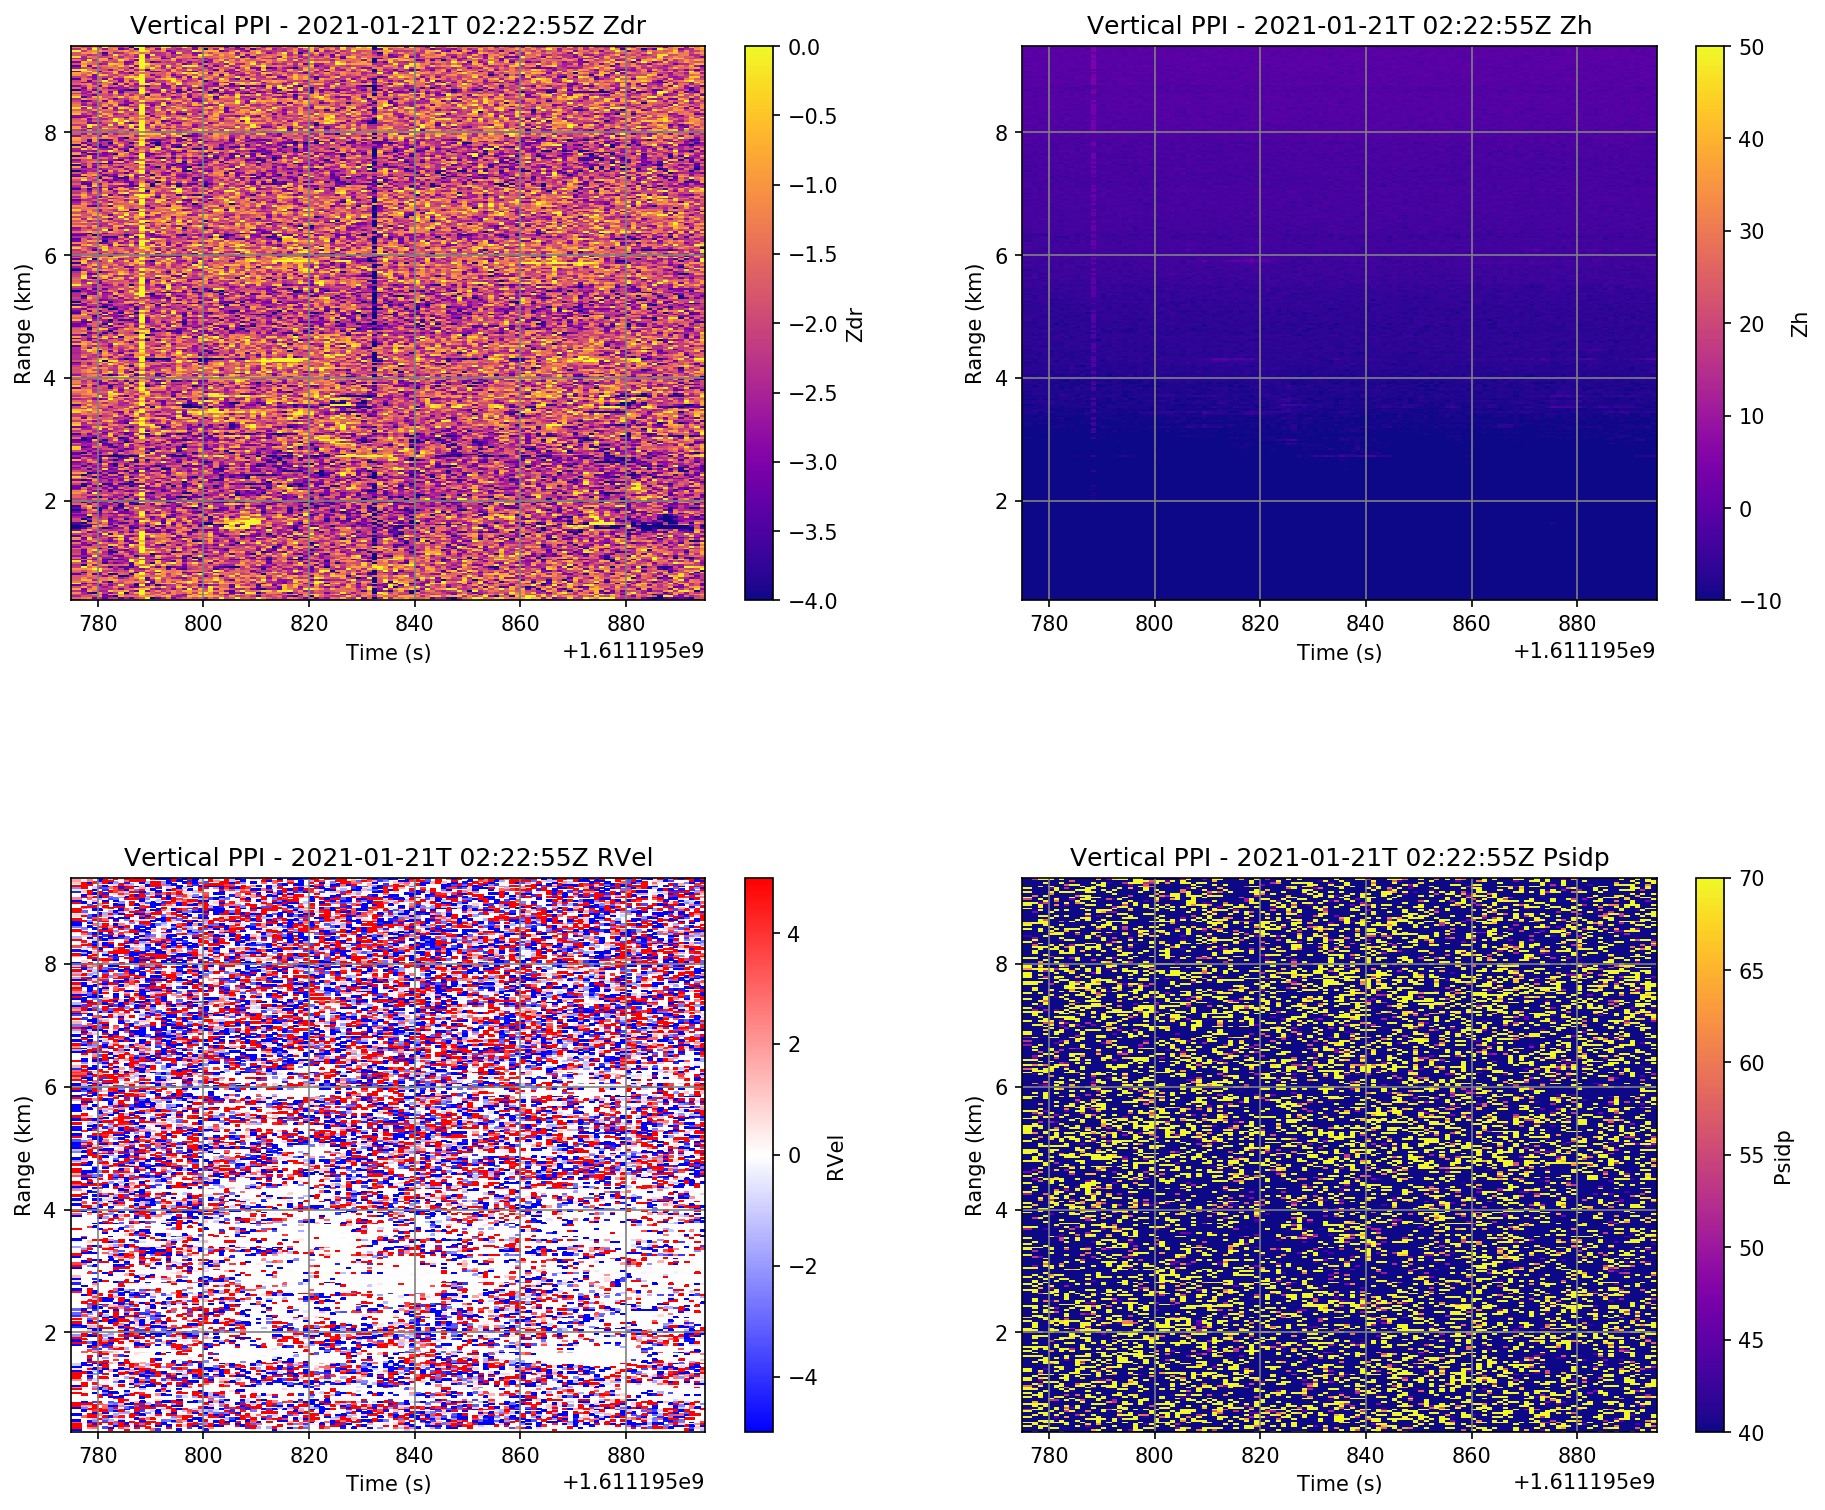 Vertical PPI - 2021-01-21T 02:22:55Z Zdr
Range (km)
8
6
4
2
780 800 820 840 860 880
Time (s)
+1.611195e9
0.0
−0.5
−1.0
−1.5
−2.0
−2.5
−3.0
−3.5
−4.0
Zdr
Vertical PPI - 2021-01-21T 02:22:55Z Zh
Range (km)
8
6
4
2
780 800 820 840 860 880
Time (s)
+1.611195e9
50
40
30
20
10
0
−10
Zh
Vertical PPI - 2021-01-21T 02:22:55Z RVel
Range (km)
8
6
4
2
780 800 820 840 860 880
Time (s)
+1.611195e9
4
2
0
−2
−4
RVel
Vertical PPI - 2021-01-21T 02:22:55Z Psidp
Range (km)
8
6
4
2
780 800 820 840 860 880
Time (s)
+1.611195e9
70
65
60
55
50
45
40
Psidp